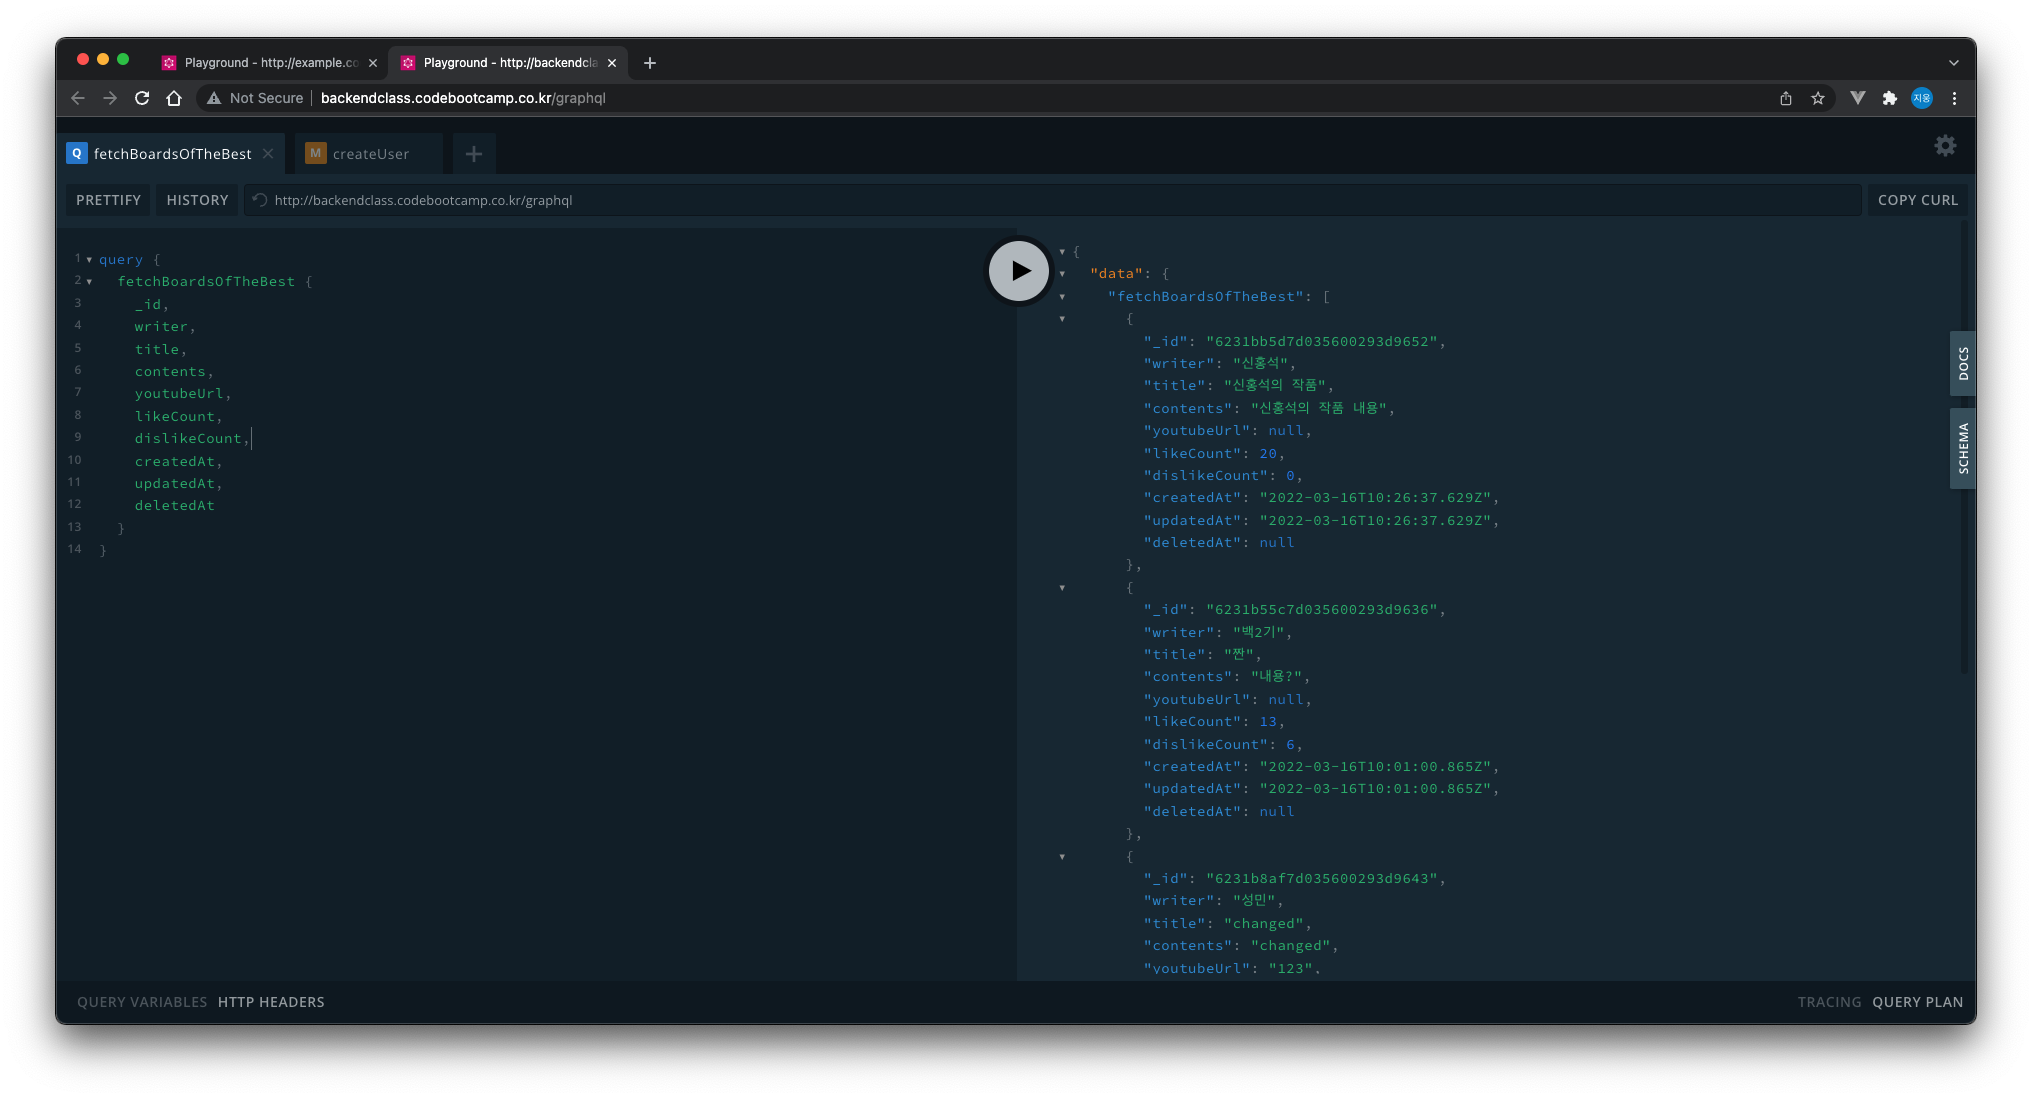 Playground - http://example.co
Playground - http://backendcla
Not Secure backendclass.codebootcamp.co.kr/graphql
지웅
Q fetchBoardsOfTheBest
M createUser
PRETTIFY HISTORY http://backendclass.codebootcamp.co.kr/graphql COPY CURL
1 query {
2 fetchBoardsOfTheBest {
3 _id,
4 writer,
5 title,
6 contents,
7 youtubeUrl,
8 likeCount,
9 dislikeCount,
10 createdAt,
11 updatedAt,
12 deletedAt
13 }
14 }
{
"data": {
"fetchBoardsOfTheBest": [
{
"_id": "6231bb5d7d035600293d9652",
"writer": "신홍석",
"title": "신홍석의 작품",
"contents": "신홍석의 작품 내용",
"youtubeUrl": null,
"likeCount": 20,
"dislikeCount": 0,
"createdAt": "2022-03-16T10:26:37.629Z",
"updatedAt": "2022-03-16T10:26:37.629Z",
"deletedAt": null
},
{
"_id": "6231b55c7d035600293d9636",
"writer": "백2기",
"title": "짠",
"contents": "내용?",
"youtubeUrl": null,
"likeCount": 13,
"dislikeCount": 6,
"createdAt": "2022-03-16T10:01:00.865Z",
"updatedAt": "2022-03-16T10:01:00.865Z",
"deletedAt": null
},
{
"_id": "6231b8af7d035600293d9643",
"writer": "성민",
"title": "changed",
"contents": "changed",
"youtubeUrl": "123",
DOCS
SCHEMA
QUERY VARIABLES HTTP HEADERS
TRACING QUERY PLAN